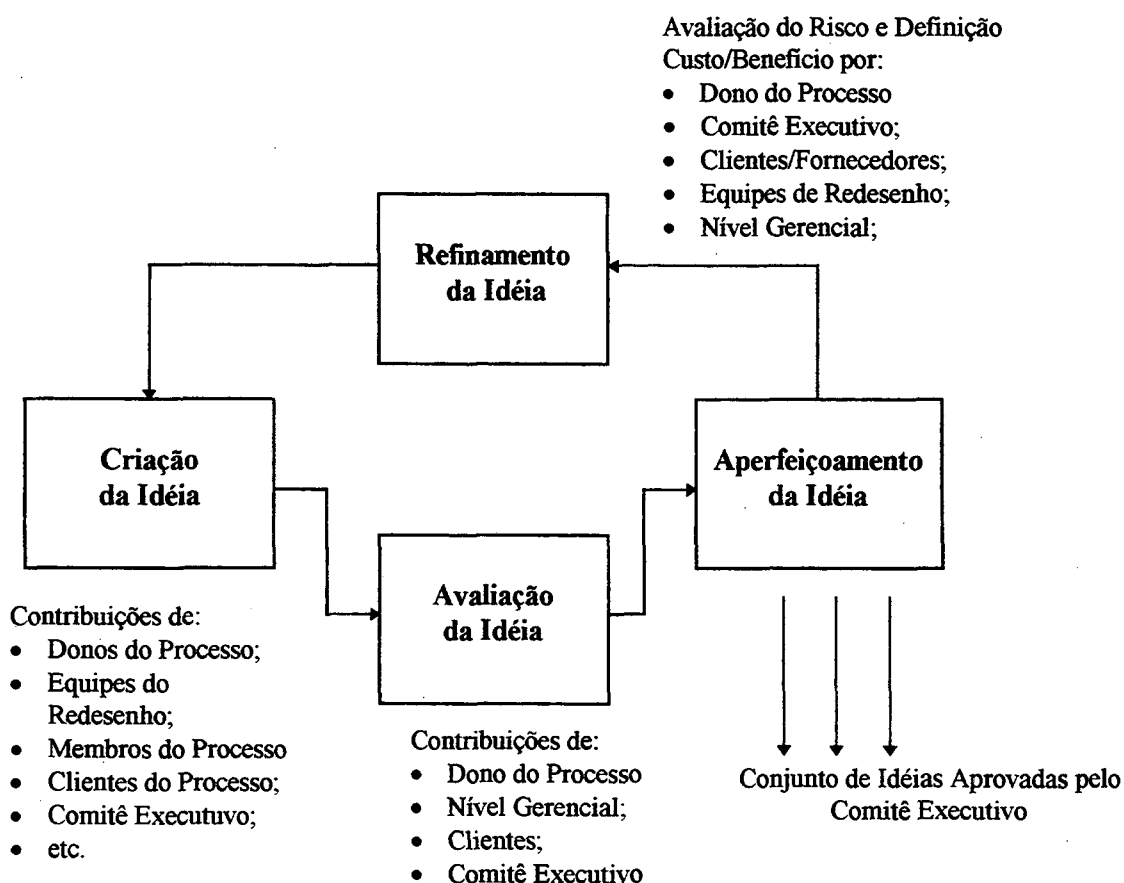 Avaliação do Risco e Definição
Custo/Benefício por:
• Dono do Processo
• Comitê Executivo;
• Clientes/Fornecedores;
• Equipes de Redesenho;
• Nível Gerencial;
Refinamento
da Idéia
Criação
da Idéia
Aperfeiçoamento
da Idéia
Avaliação
da Idéia
Contribuições de:
• Donos do Processo;
• Equipes do
Redesenho;
• Membros do Processo
• Clientes do Processo;
• Comitê Executuvo;
• etc.
Contribuições de:
• Dono do Processo
• Nível Gerencial;
• Clientes;
• Comitê Executivo
Conjunto de Idéias Aprovadas pelo
Comitê Executivo